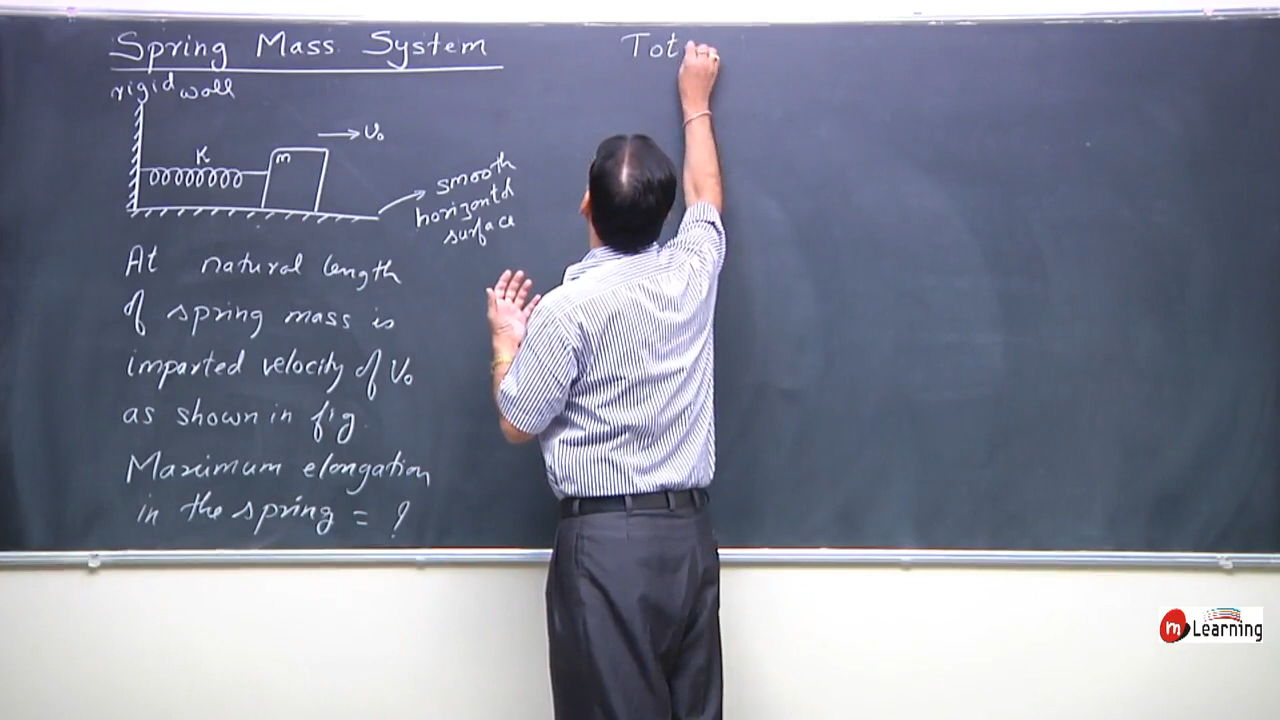 Spring Mass System
rigid wall
K
m
V₀
smooth
horizontal
surface
At natural length
of spring mass is
imparted velocity of V₀
as shown in fig.
Maximum elongation
in the spring = ?
Tot
m Learning